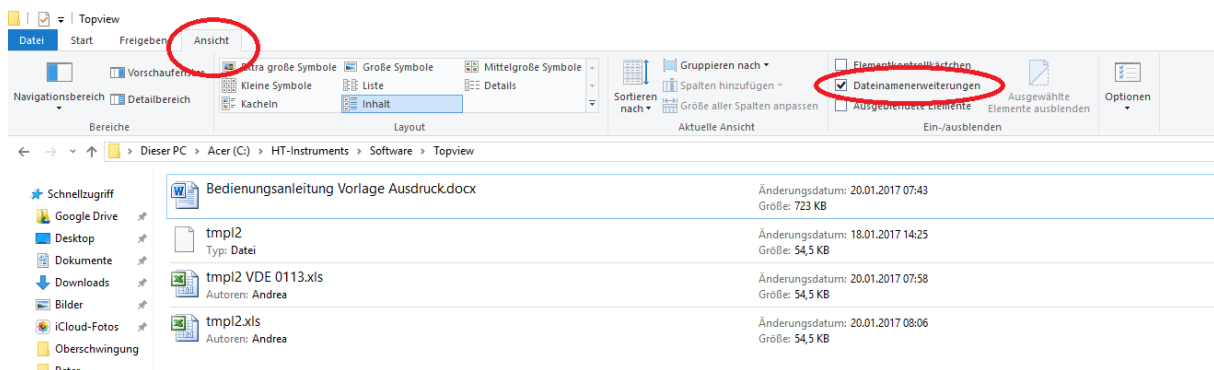 Topview
Datei Start Freigeben Ansicht
Navigationsbereich
Vorschaufenster
Detailbereich
Bereiche
Extra große Symbole Große Symbole Mittelgroße Symbole
Kleine Symbole Liste Details
Kacheln Inhalt
Layout
Sortieren nach
Gruppieren nach
Spalten hinzufügen
Größe aller Spalten anpassen
Aktuelle Ansicht
Elementkontrollkästchen
Dateinamenerweiterungen
Ausgeblendete Elemente
Ausgewählte
Elemente ausblenden
Ein-/ausblenden
Optionen
Dieser PC > Acer (C:) > HT-Instruments > Software > Topview
Schnellzugriff
Google Drive
Desktop
Dokumente
Downloads
Bilder
iCloud-Fotos
Oberschwingung
Bedienungsanleitung Vorlage Ausdruck.docx
Änderungsdatum: 20.01.2017 07:43
Größe: 723 KB
tmpl2
Typ: Datei
Änderungsdatum: 18.01.2017 14:25
Größe: 54,5 KB
tmpl2 VDE 0113.xls
Autoren: Andrea
Änderungsdatum: 20.01.2017 07:58
Größe: 54,5 KB
tmpl2.xls
Autoren: Andrea
Änderungsdatum: 20.01.2017 08:06
Größe: 54,5 KB